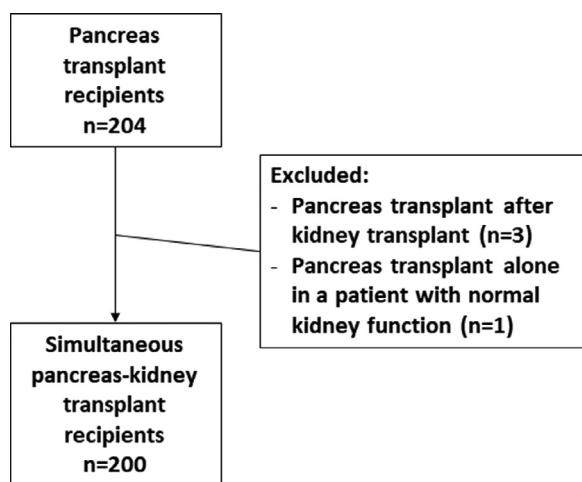 Pancreas
transplant
recipients
n=204
Excluded:
- Pancreas transplant after
kidney transplant (n=3)
- Pancreas transplant alone
in a patient with normal
kidney function (n=1)
Simultaneous
pancreas-kidney
transplant
recipients
n=200